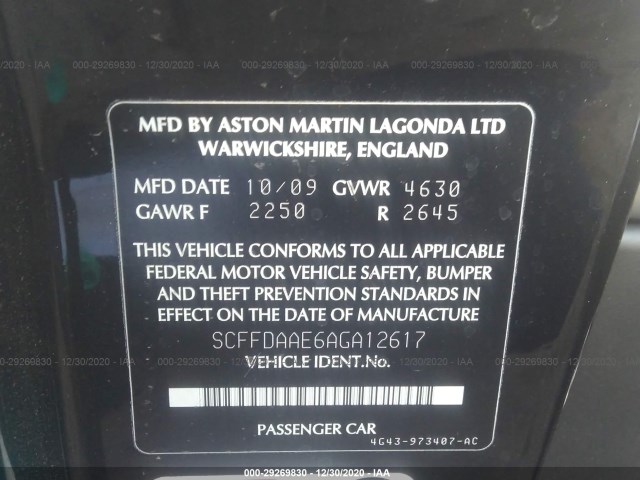 000-29269830 - 12/30/2020 - IAA
MFD BY ASTON MARTIN LAGONDA LTD
WARWICKSHIRE, ENGLAND
MFD DATE 10/09 GVWR 4630
GAWR F 2250 R 2645
THIS VEHICLE CONFORMS TO ALL APPLICABLE
FEDERAL MOTOR VEHICLE SAFETY, BUMPER
AND THEFT PREVENTION STANDARDS IN
EFFECT ON THE DATE OF MANUFACTURE
SCFFDAAE6AGA12617
VEHICLE IDENT.No.
PASSENGER CAR
4G43-973407-AC
000-29269830 - 12/30/2020 - IAA